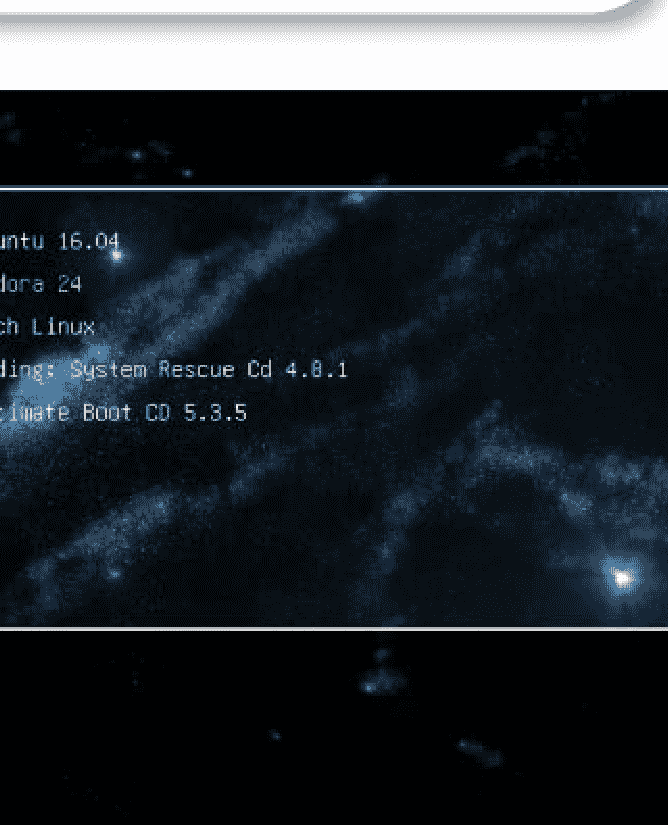 untu 16.04
dora 24
ch Linux
ding: System Rescue Cd 4.8.1
timate Boot CD 5.3.5